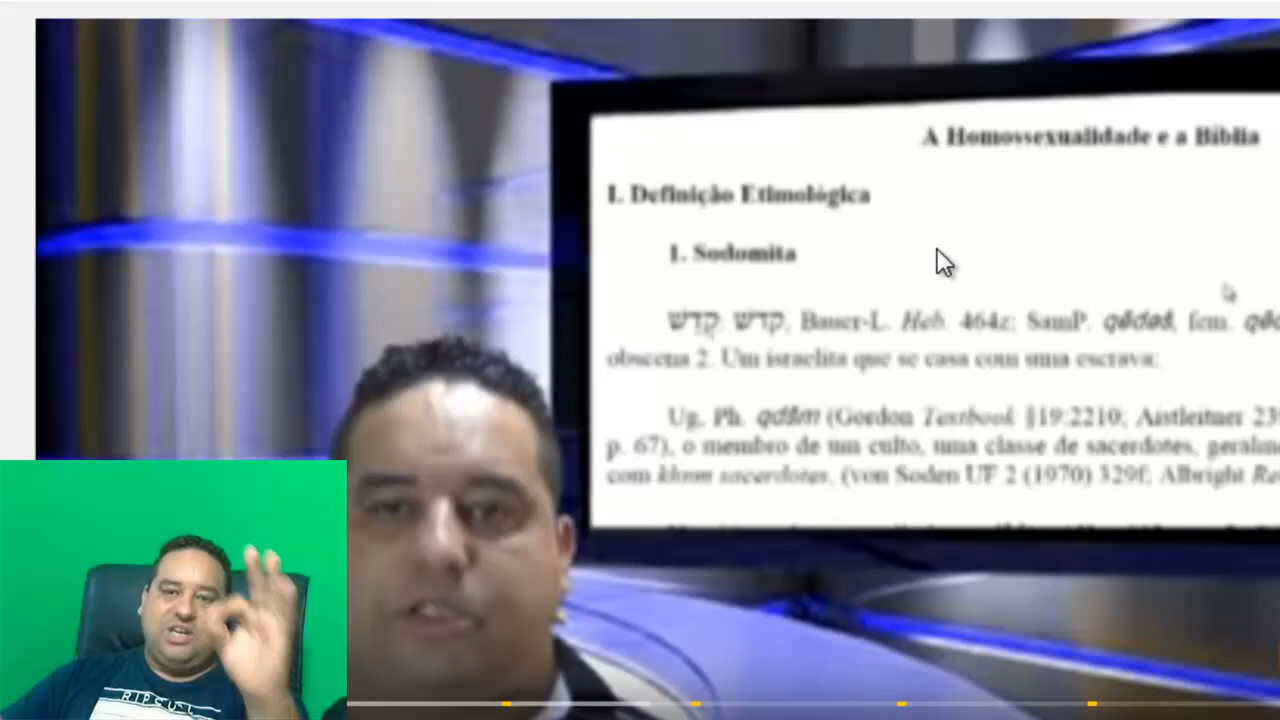 A Homossexualidade e a Bíblia
I. Definição Etimológica
1. Sodomita
קָדֵשׁ: קדשׁ, Bauer-L. Heb. 464z; SamP. qēdəš, fem.
obscena 2. Um israelita que se casa com uma escrava;
Ug, Ph. qdšm (Gordon Textbook §19:2210; Aistleitner 23
p. 67), o membro de um culto, uma classe de sacerdotes,
com khnm sacerdotes, (von Soden UF 2 (1970) 329f; Albright
RIPCURL